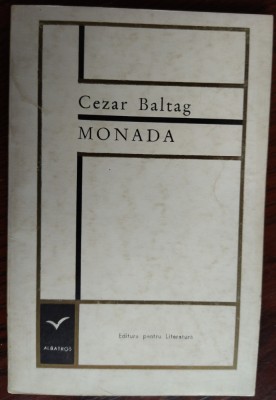 Cezar Baltag
MONADA
ALBATROS
Editura pentru Literatură